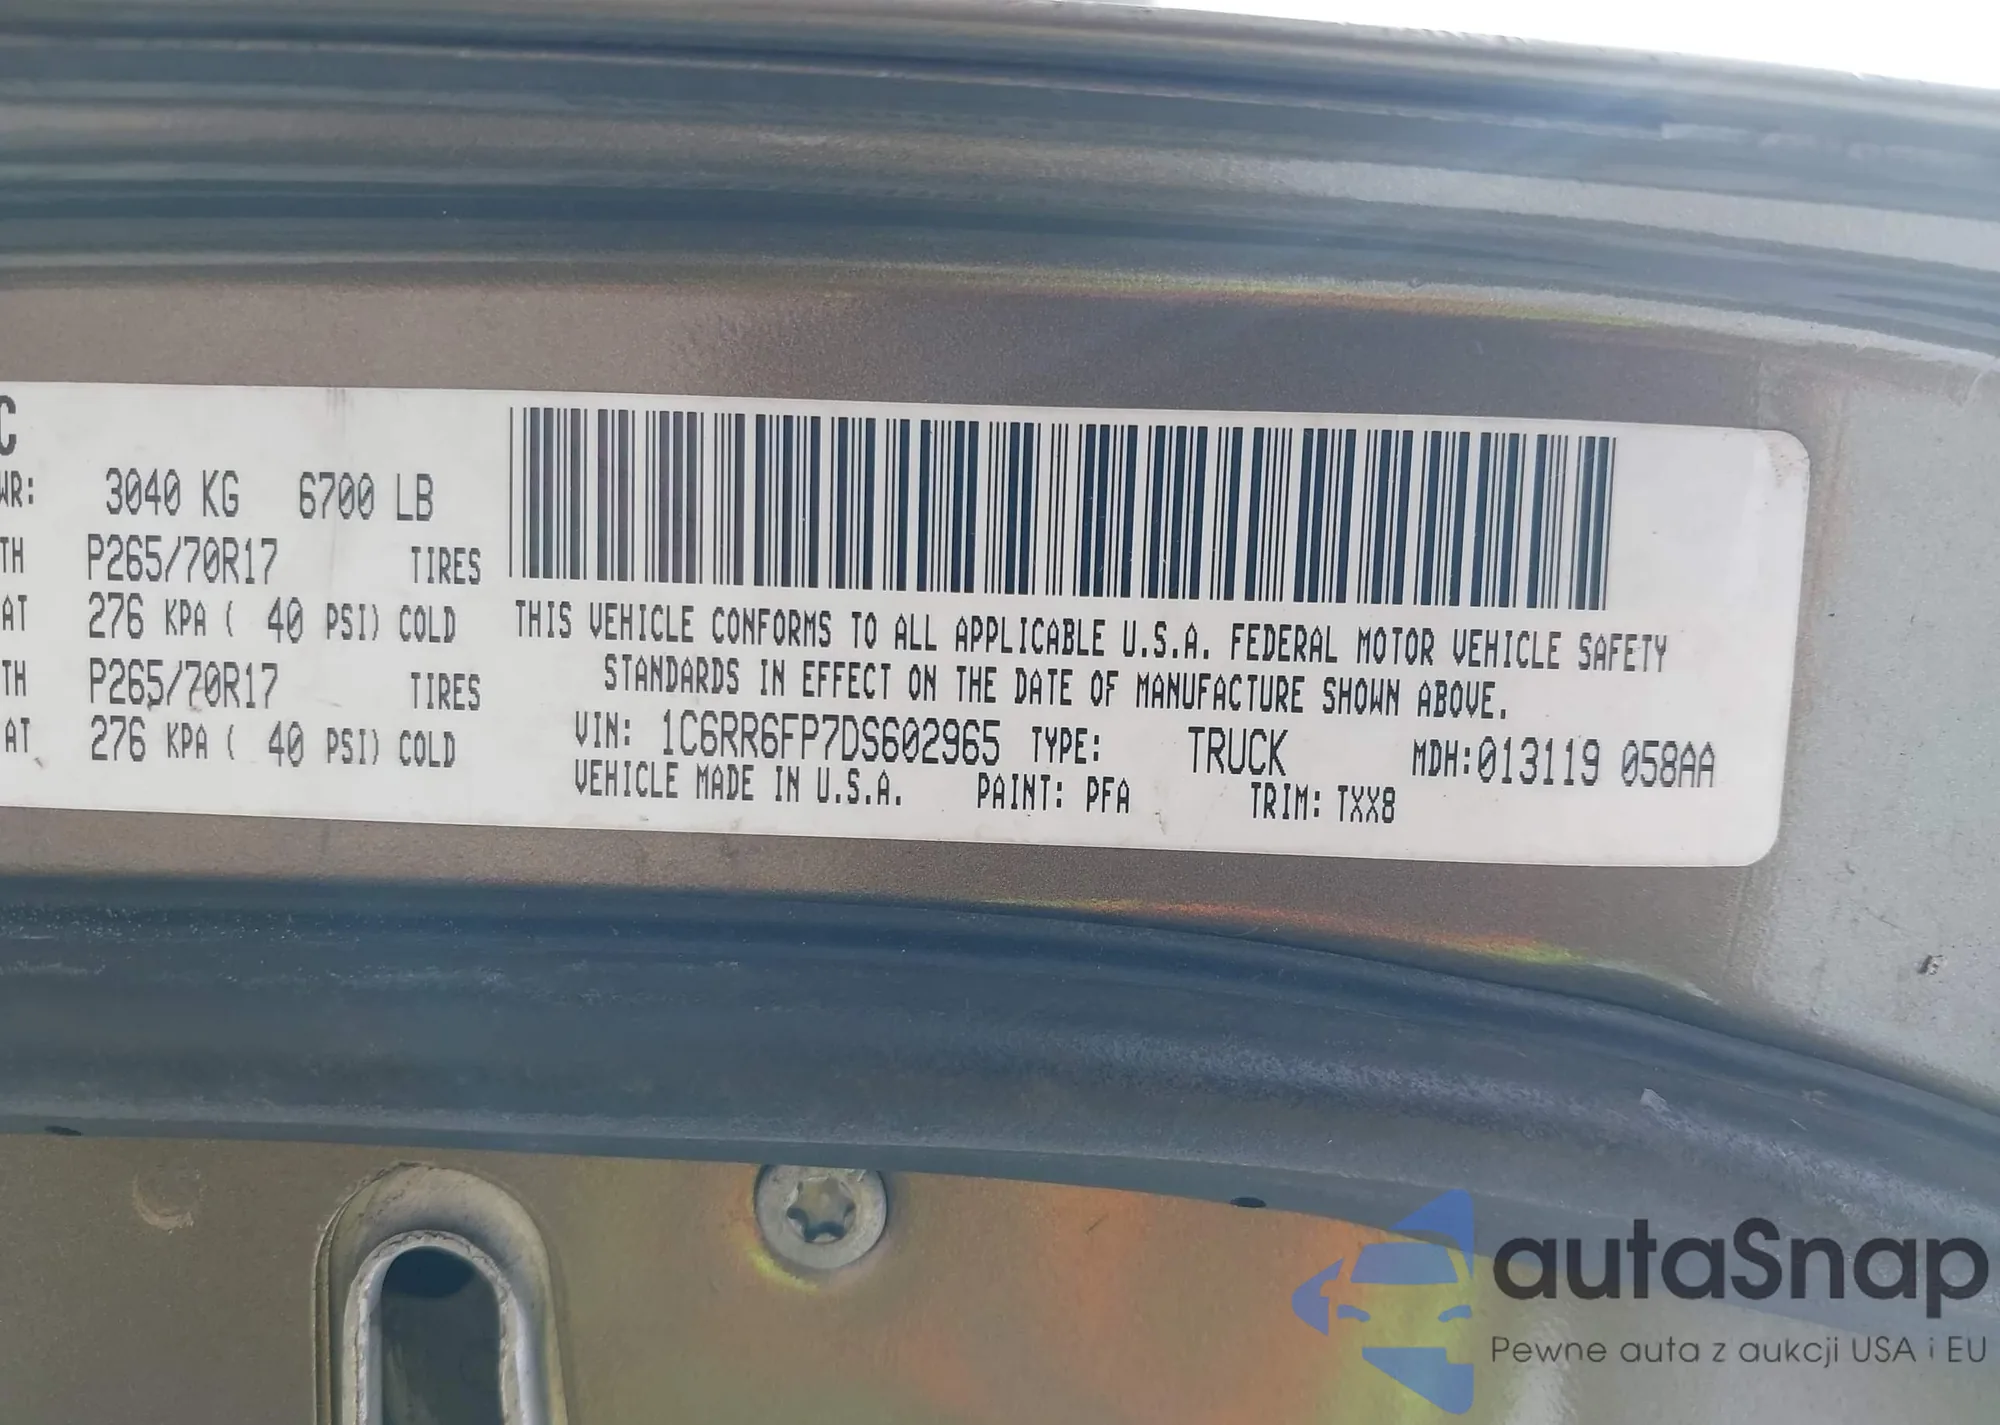 C
WR: 3040 KG 6700 LB
TH P265/70R17 TIRES
AT 276 KPA ( 40 PSI) COLD
TH P265/70R17 TIRES
AT 276 KPA ( 40 PSI) COLD
THIS VEHICLE CONFORMS TO ALL APPLICABLE U.S.A. FEDERAL MOTOR VEHICLE SAFETY
STANDARDS IN EFFECT ON THE DATE OF MANUFACTURE SHOWN ABOVE.
VIN: 1C6RR6FP7DS602965 TYPE: TRUCK MDH:013119 058AA
VEHICLE MADE IN U.S.A. PAINT: PFA TRIM: TXX8
autaSnap
Pewne auta z aukcji USA i EU